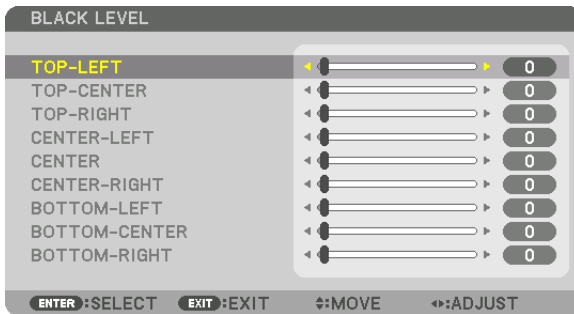 BLACK LEVEL
TOP-LEFT 0
TOP-CENTER 0
TOP-RIGHT 0
CENTER-LEFT 0
CENTER 0
CENTER-RIGHT 0
BOTTOM-LEFT 0
BOTTOM-CENTER 0
BOTTOM-RIGHT 0
ENTER:SELECT EXIT:EXIT :MOVE :ADJUST